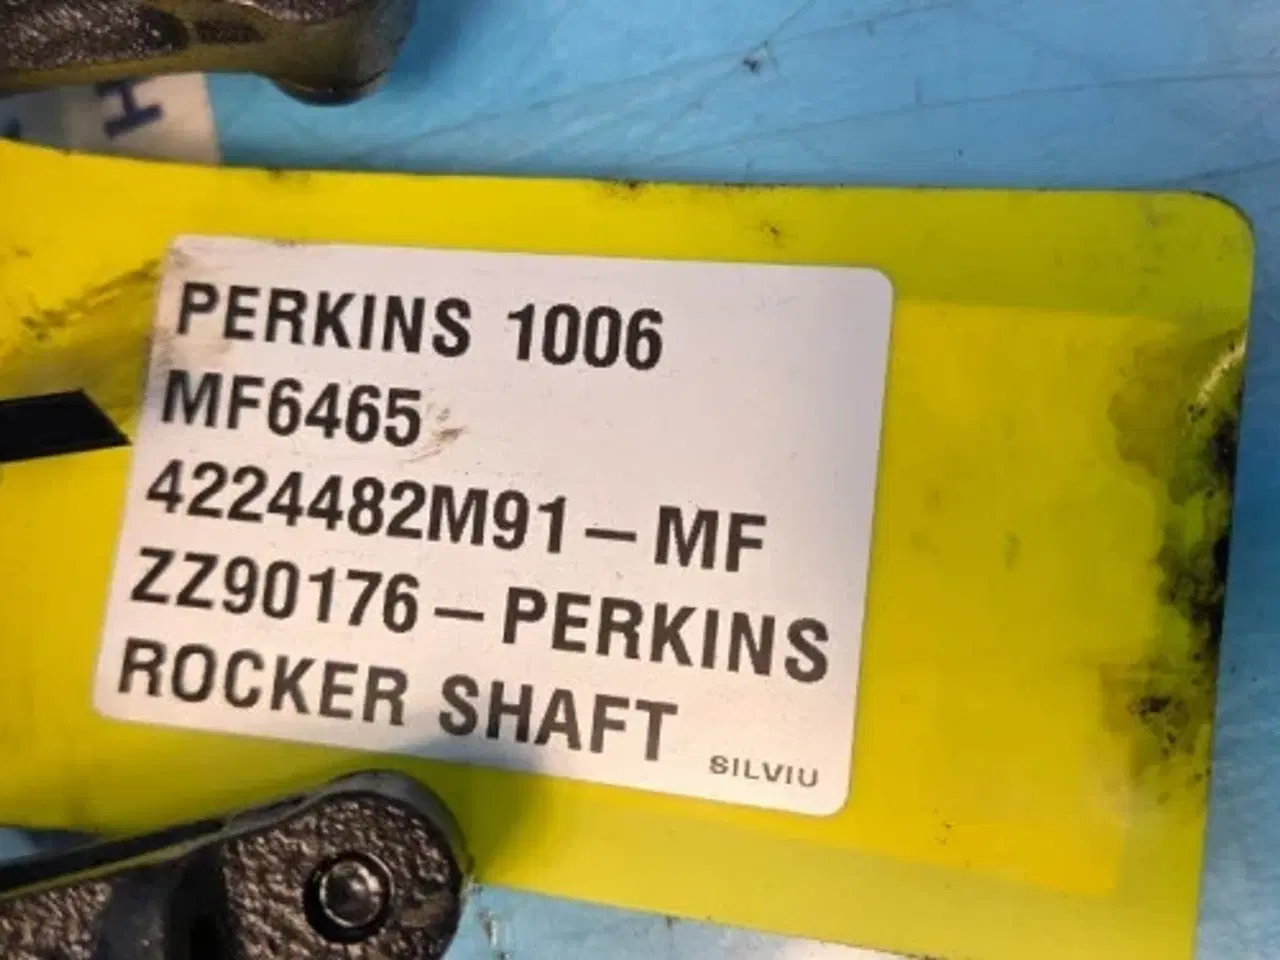 H
PERKINS 1006
MF6465
4224482M91 – MF
ZZ90176 – PERKINS
ROCKER SHAFT
SILVIU